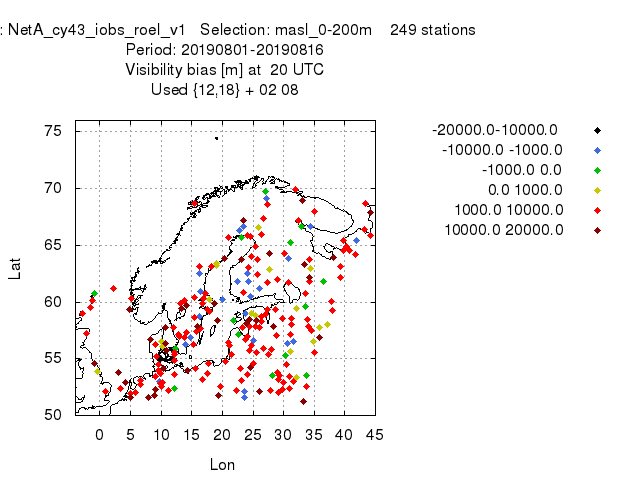 : NetA_cy43_iobs_roel_v1 Selection: masl_0-200m 249 stations
Period: 20190801-20190816
Visibility bias [m] at 20 UTC
Used {12,18} + 02 08
-20000.0-10000.0
-10000.0 -1000.0
-1000.0 0.0
0.0 1000.0
1000.0 10000.0
10000.0 20000.0
75
70
65
60
55
50
Lat
0 5 10 15 20 25 30 35 40 45
Lon